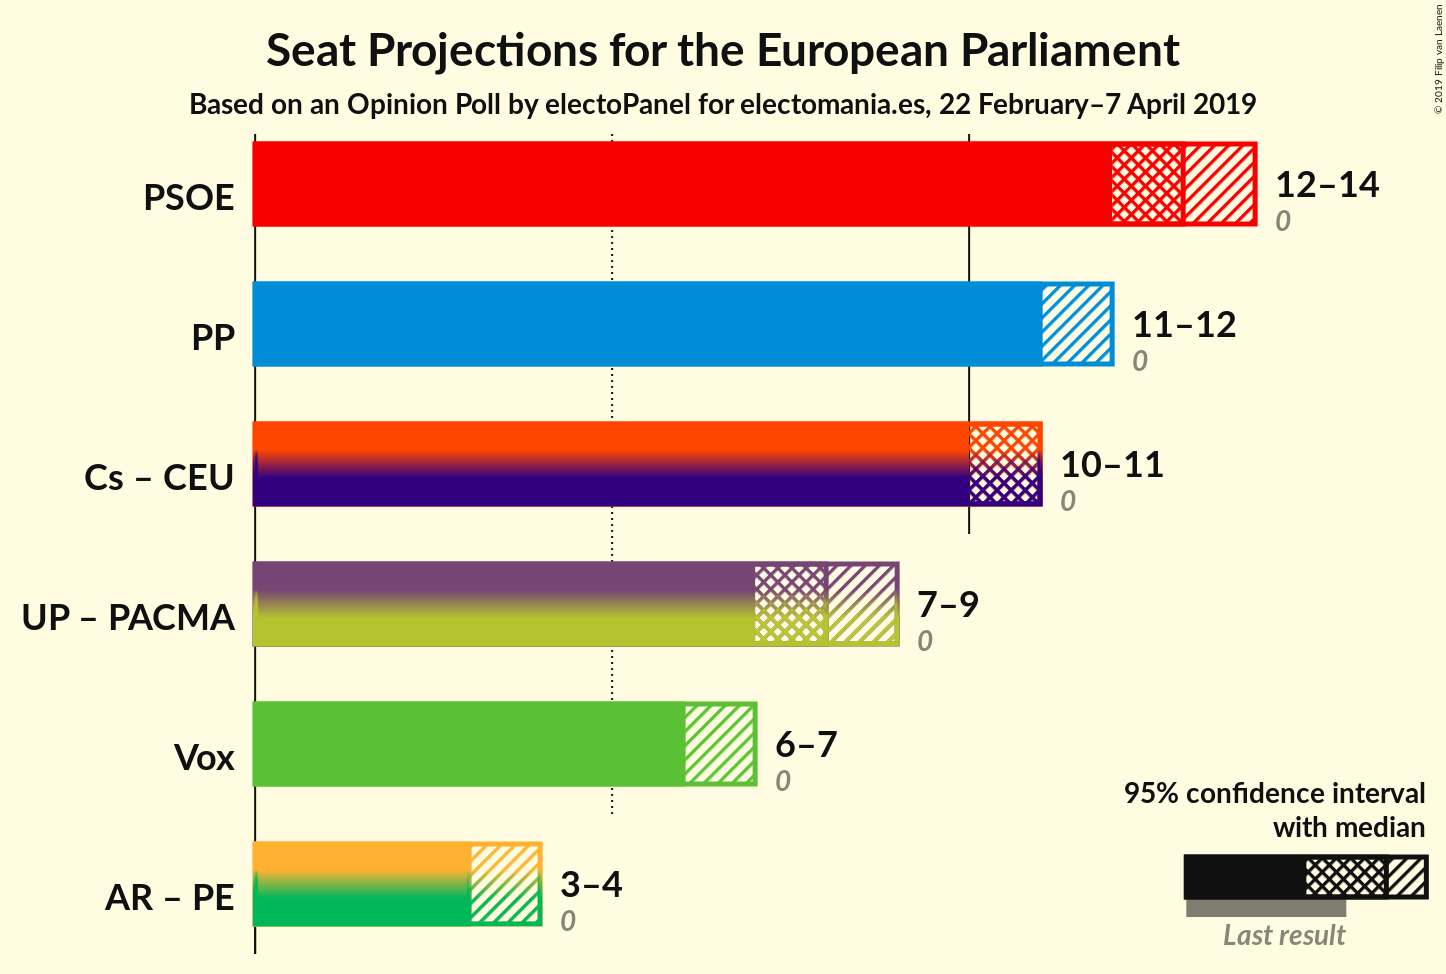 Seat Projections for the European Parliament
Based on an Opinion Poll by electoPanel for electomania.es, 22 February–7 April 2019
© 2019 Filip van Laenen
PSOE
12–14
0
PP
11–12
0
Cs – CEU
10–11
0
UP – PACMA
7–9
0
Vox
6–7
0
AR – PE
3–4
0
95% confidence interval
with median
Last result